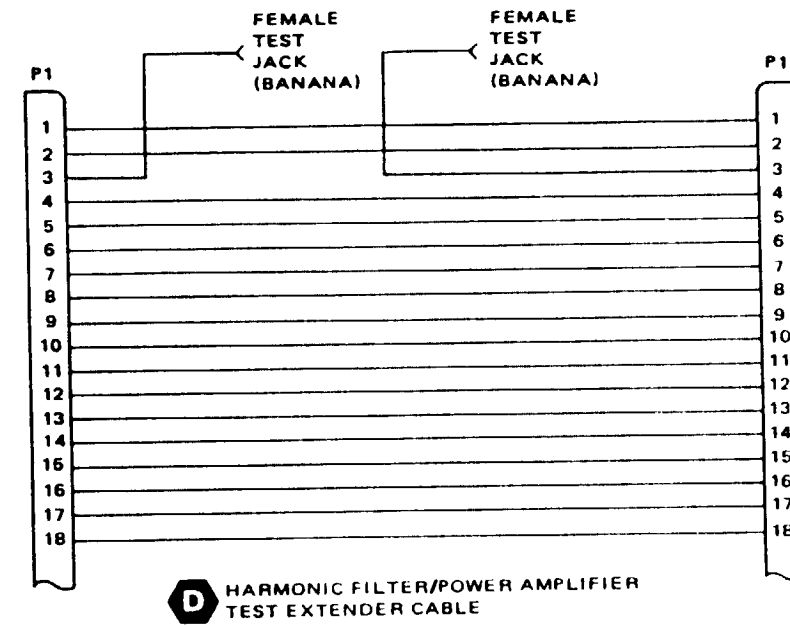 FEMALE
TEST
JACK
(BANANA)
FEMALE
TEST
JACK
(BANANA)
P1
P1
1
2
3
4
5
6
7
8
9
10
11
12
13
14
15
16
17
18
1
2
3
4
5
6
7
8
9
10
11
12
13
14
15
16
17
18
D
HARMONIC FILTER/POWER AMPLIFIER
TEST EXTENDER CABLE